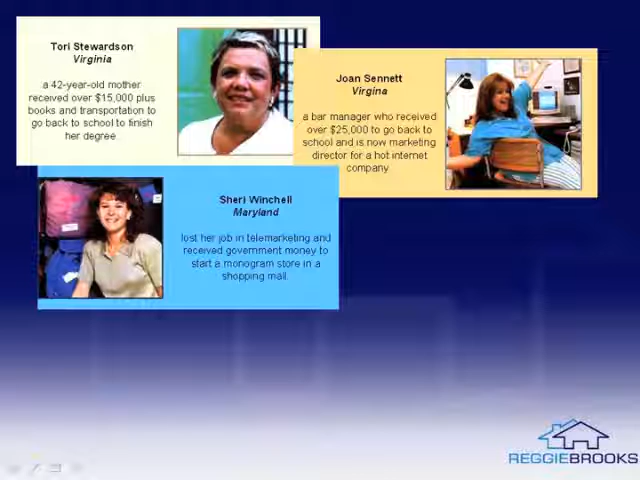 Tori Stewardson
Virginia
a 42-year-old mother
received over $15,000 plus
books and transportation to
go back to school to finish
her degree.
Joan Sennett
Virgina
a bar manager who received
over $25,000 to go back to
school and is now marketing
director for a hot internet
company
Sheri Winchell
Maryland
lost her job in telemarketing and
received government money to
start a monogram store in a
shopping mall.
REGGIEBROOKS